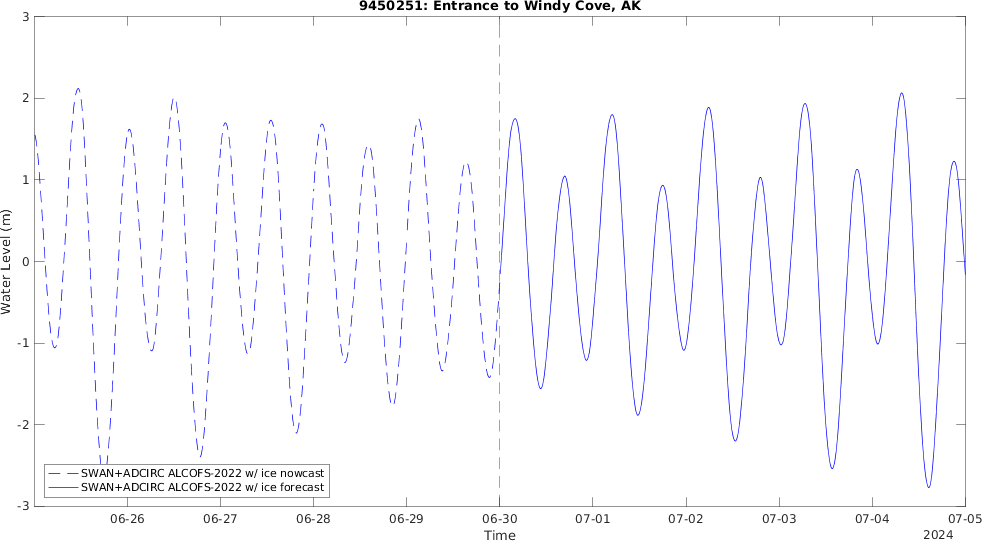 9450251: Entrance to Windy Cove, AK
3
2
1
0
-1
-2
-3
Water Level (m)
SWAN+ADCIRC ALCOFS-2022 w/ ice nowcast
SWAN+ADCIRC ALCOFS-2022 w/ ice forecast
06-26 06-27 06-28 06-29 06-30 07-01 07-02 07-03 07-04 07-05
Time
2024